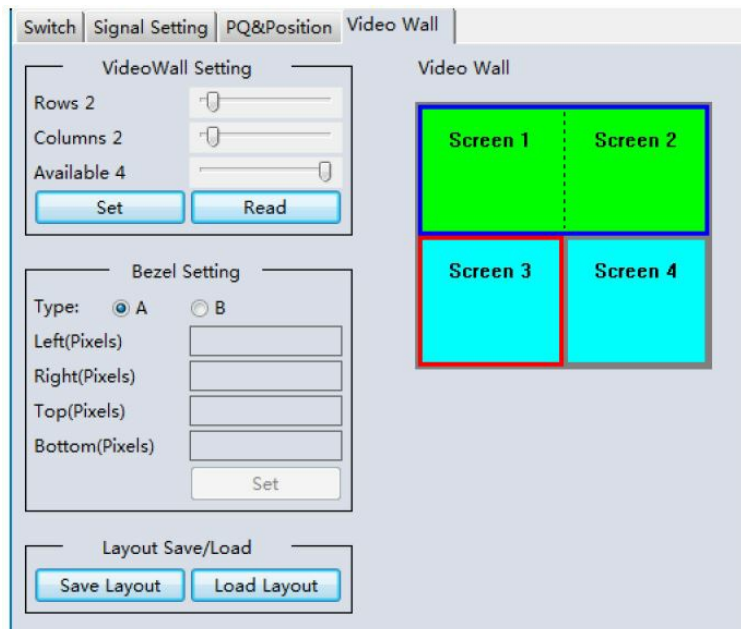 Switch Signal Setting PQ&Position Video Wall
VideoWall Setting
Rows 2
Columns 2
Available 4
Set Read
Bezel Setting
Type: A B
Left(Pixels)
Right(Pixels)
Top(Pixels)
Bottom(Pixels)
Set
Layout Save/Load
Save Layout Load Layout
Video Wall
Screen 1 Screen 2
Screen 3 Screen 4